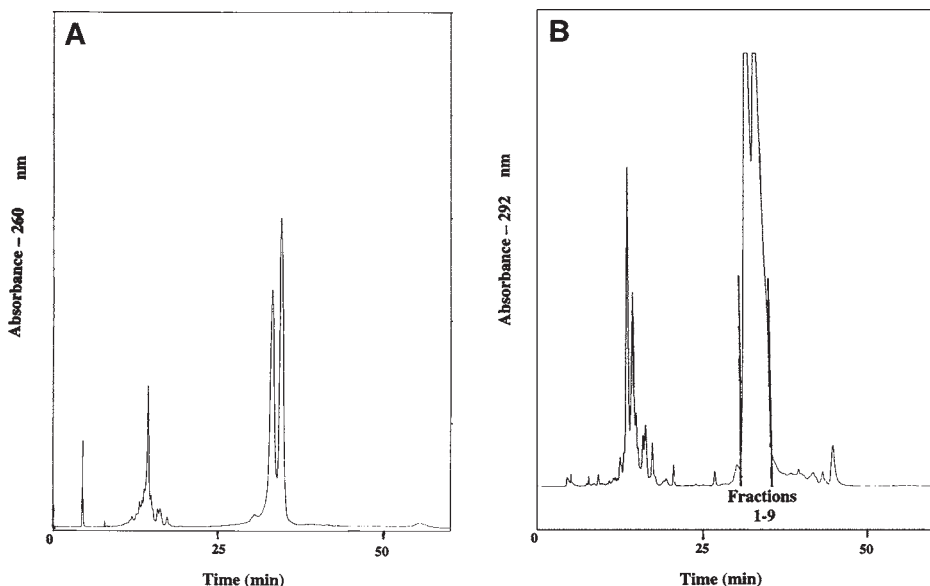 A
Absorbance – 260 nm
0 25 50
Time (min)
B
Absorbance – 292 nm
Fractions
1-9
0 25 50
Time (min)